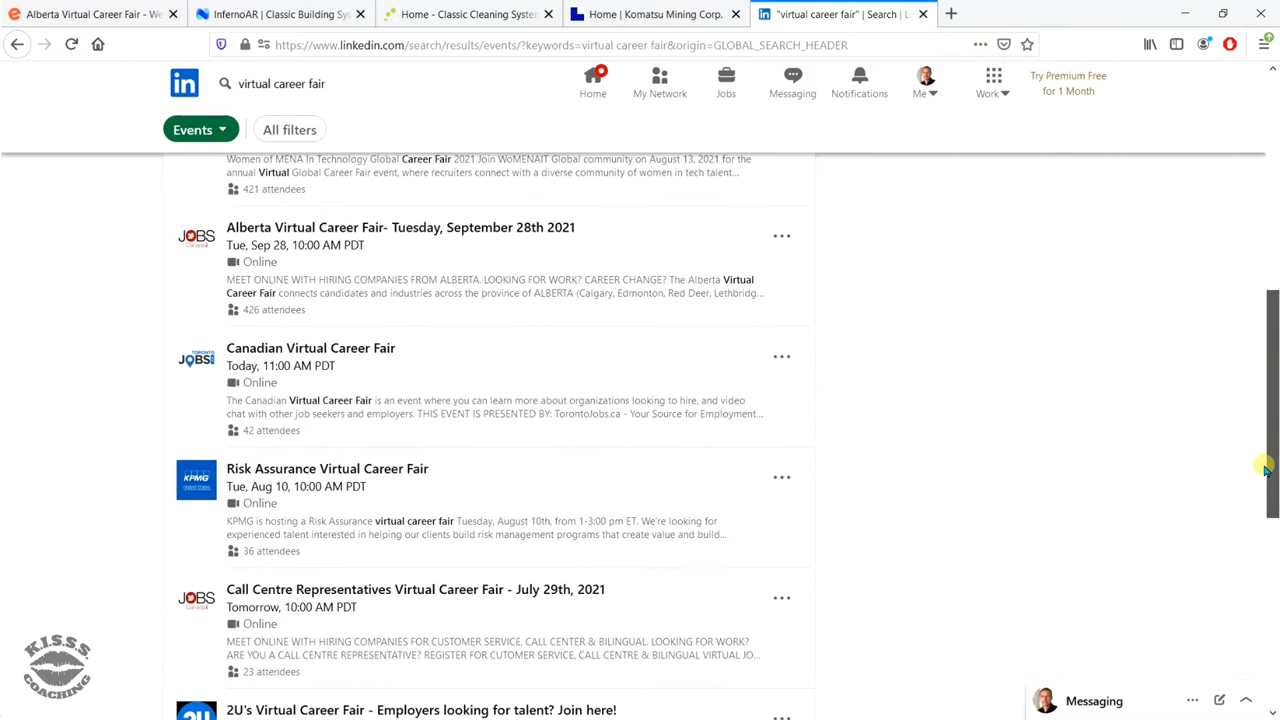 Alberta Virtual Career Fair - We
InfernoAR | Classic Building Sys
Home - Classic Cleaning System
Home | Komatsu Mining Corp.
"virtual career fair" | Search | L
https://www.linkedin.com/search/results/events/?keywords=virtual career fair&origin=GLOBAL_SEARCH_HEADER
in
virtual career fair
Home
My Network
Jobs
Messaging
Notifications
Me
Work
Try Premium Free
for 1 Month
Events
All filters
Women of MENA In Technology Global Career Fair 2021 Join WoMENAIT Global community on August 13, 2021 for the
annual Virtual Global Career Fair event, where recruiters connect with a diverse community of women in tech talent...
421 attendees
JOBS
Alberta Virtual Career Fair- Tuesday, September 28th 2021
Tue, Sep 28, 10:00 AM PDT
Online
MEET ONLINE WITH HIRING COMPANIES FROM ALBERTA. LOOKING FOR WORK? CAREER CHANGE? The Alberta Virtual
Career Fair connects candidates and industries across the province of ALBERTA (Calgary, Edmonton, Red Deer, Lethbridg...
426 attendees
TORONTO
JOBS
Canadian Virtual Career Fair
Today, 11:00 AM PDT
Online
The Canadian Virtual Career Fair is an event where you can learn more about organizations looking to hire, and video
chat with other job seekers and employers. THIS EVENT IS PRESENTED BY: TorontoJobs.ca - Your Source for Employment...
42 attendees
KPMG
United States
Risk Assurance Virtual Career Fair
Tue, Aug 10, 10:00 AM PDT
Online
KPMG is hosting a Risk Assurance virtual career fair Tuesday, August 10th, from 1-3:00 pm ET. We're looking for
experienced talent interested in helping our clients build risk management programs that create value and build...
36 attendees
JOBS
Call Centre Representatives Virtual Career Fair - July 29th, 2021
Tomorrow, 10:00 AM PDT
Online
MEET ONLINE WITH HIRING COMPANIES FOR CUSTOMER SERVICE, CALL CENTER & BILINGUAL. LOOKING FOR WORK?
ARE YOU A CALL CENTRE REPRESENTATIVE? REGISTER FOR CUTOMER SERVICE, CALL CENTRE & BILINGUAL VIRTUAL JO...
23 attendees
2U
2U's Virtual Career Fair - Employers looking for talent? Join here!
K.I.S.S.S.
COACHING
Messaging